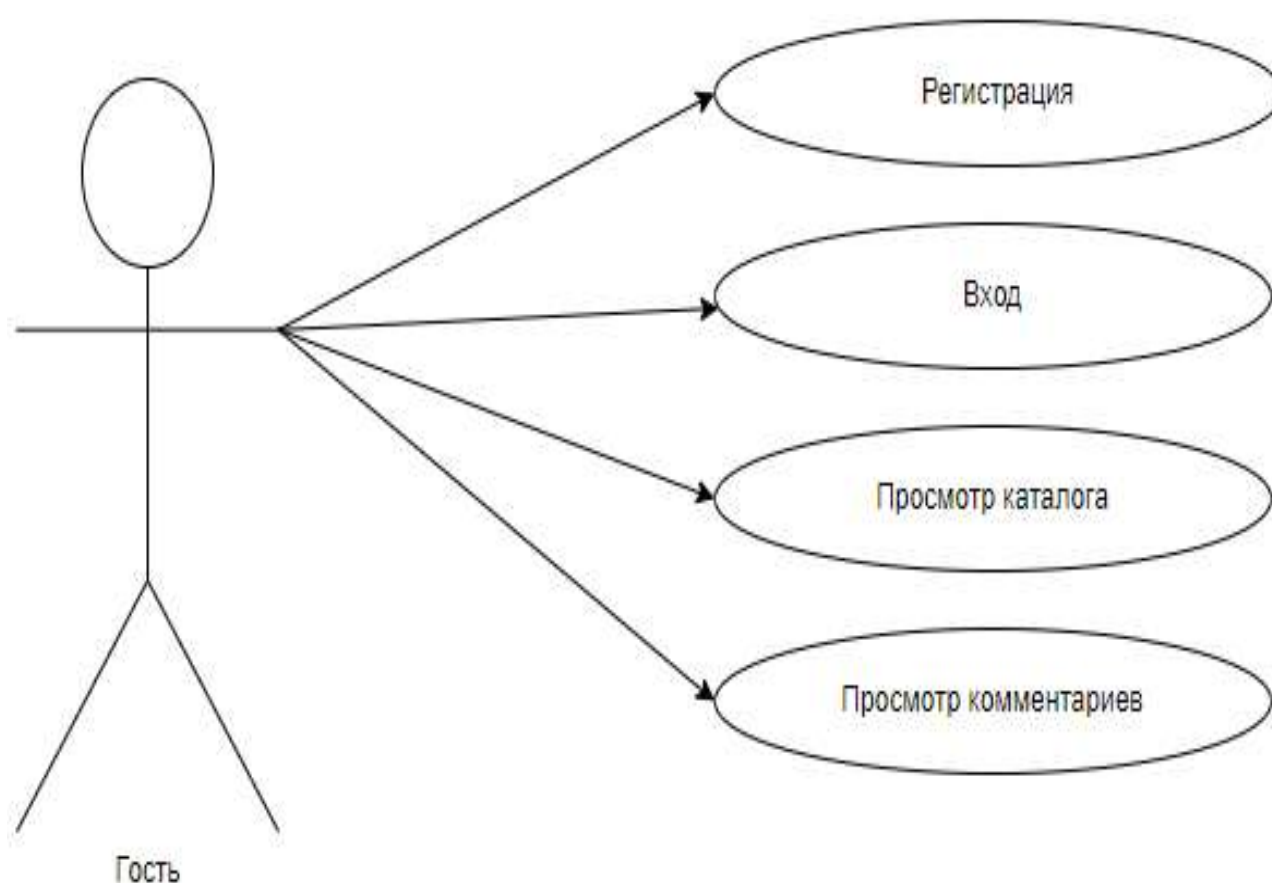 Регистрация
Вход
Просмотр каталога
Просмотр комментариев
Гость